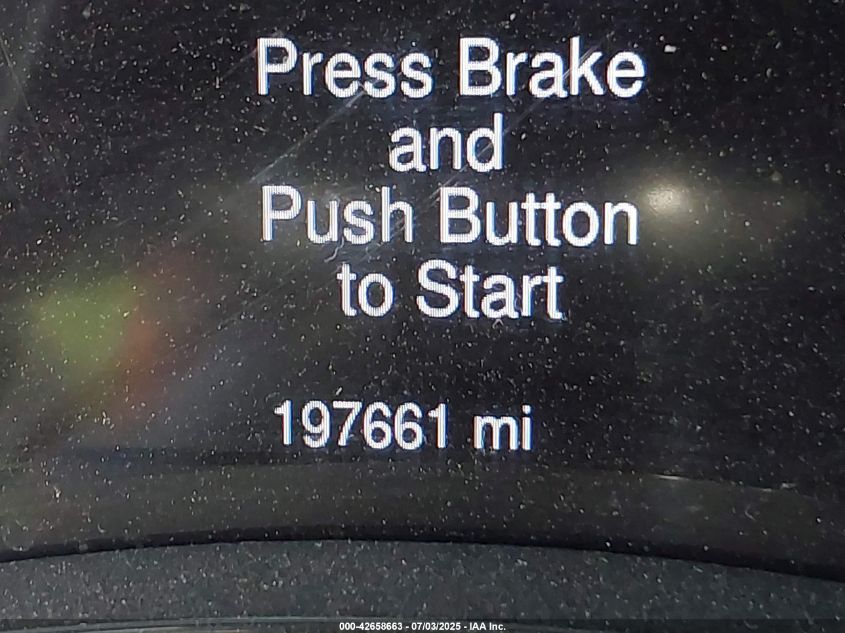 Press Brake
and
Push Button
to Start
197661 mi
000-42658663 - 07/03/2025 - IAA Inc.